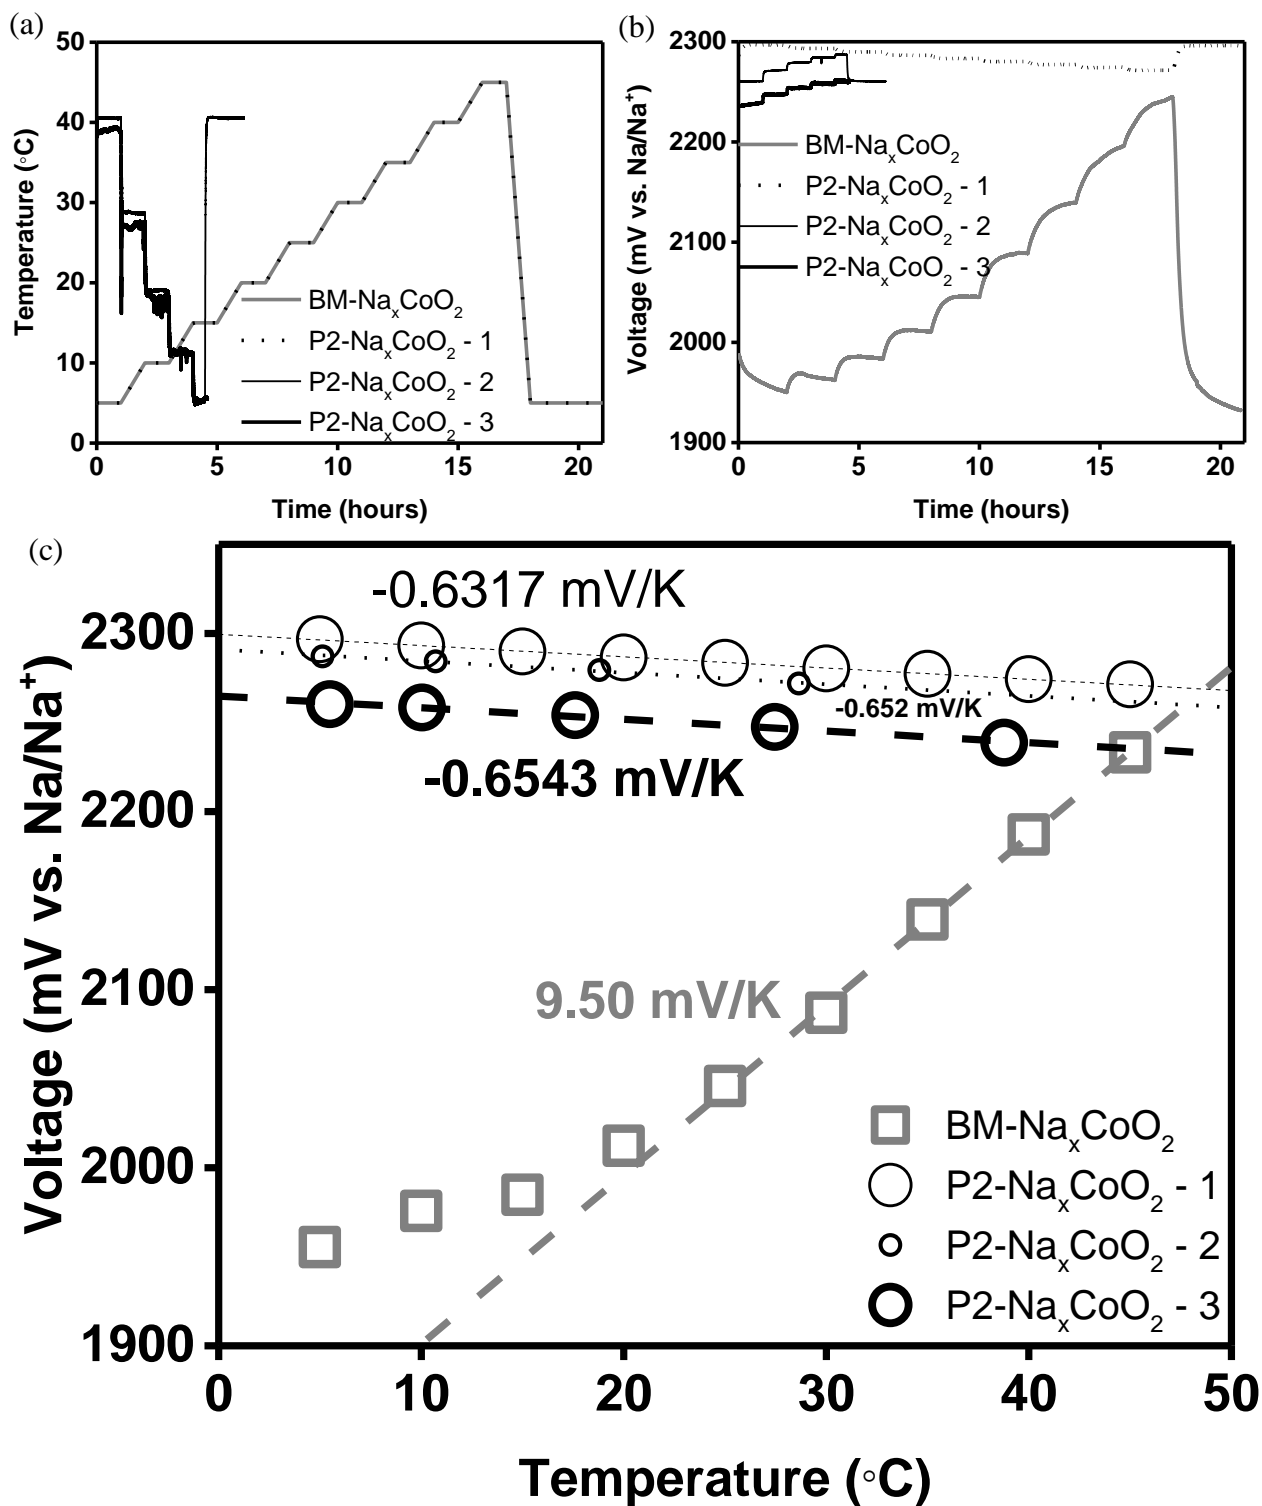 (a)
50
40
30
20
10
0
Temperature (°C)
BM-NaₓCoO₂
P2-NaₓCoO₂ - 1
P2-NaₓCoO₂ - 2
P2-NaₓCoO₂ - 3
0 5 10 15 20
Time (hours)
(b)
2300
2200
2100
2000
1900
Voltage (mV vs. Na/Na⁺)
BM-NaₓCoO₂
P2-NaₓCoO₂ - 1
P2-NaₓCoO₂ - 2
P2-NaₓCoO₂ - 3
0 5 10 15 20
Time (hours)
(c)
2300
2200
2100
2000
1900
Voltage (mV vs. Na/Na⁺)
-0.6317 mV/K
-0.652 mV/K
-0.6543 mV/K
9.50 mV/K
BM-NaₓCoO₂
P2-NaₓCoO₂ - 1
P2-NaₓCoO₂ - 2
P2-NaₓCoO₂ - 3
0 10 20 30 40 50
Temperature (°C)